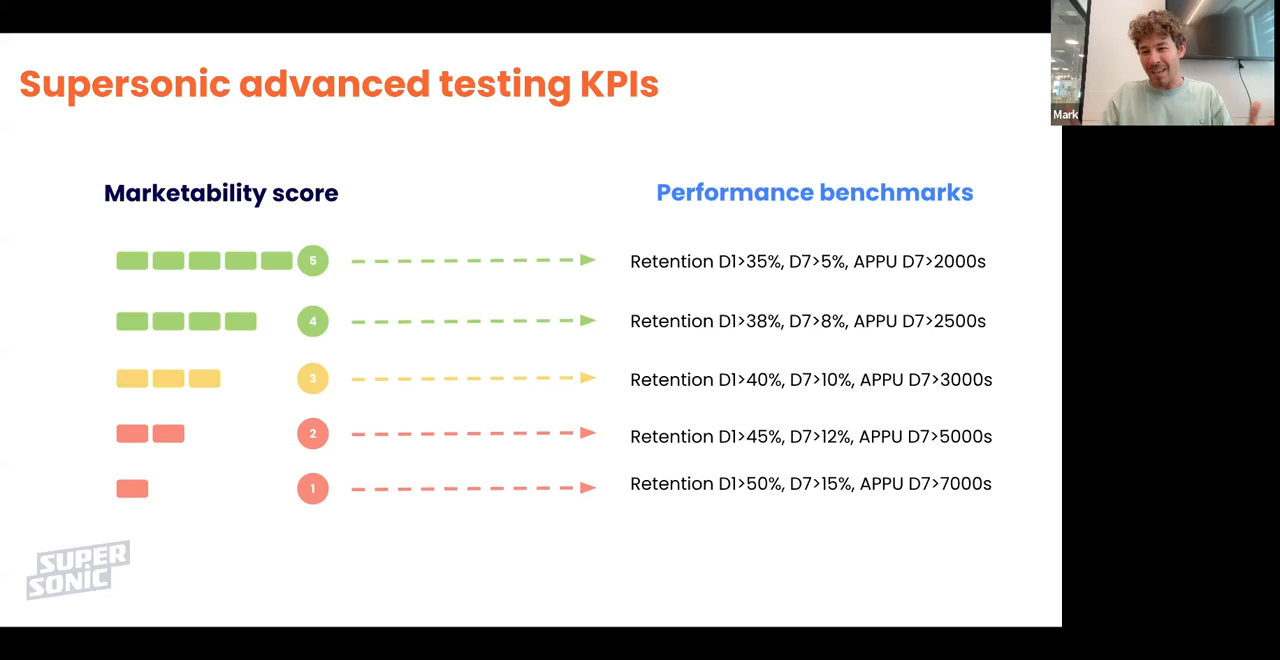 Supersonic advanced testing KPIs
Mark
Marketability score
Performance benchmarks
5
Retention D1>35%, D7>5%, APPU D7>2000s
4
Retention D1>38%, D7>8%, APPU D7>2500s
3
Retention D1>40%, D7>10%, APPU D7>3000s
2
Retention D1>45%, D7>12%, APPU D7>5000s
1
Retention D1>50%, D7>15%, APPU D7>7000s
SUPER
SONIC